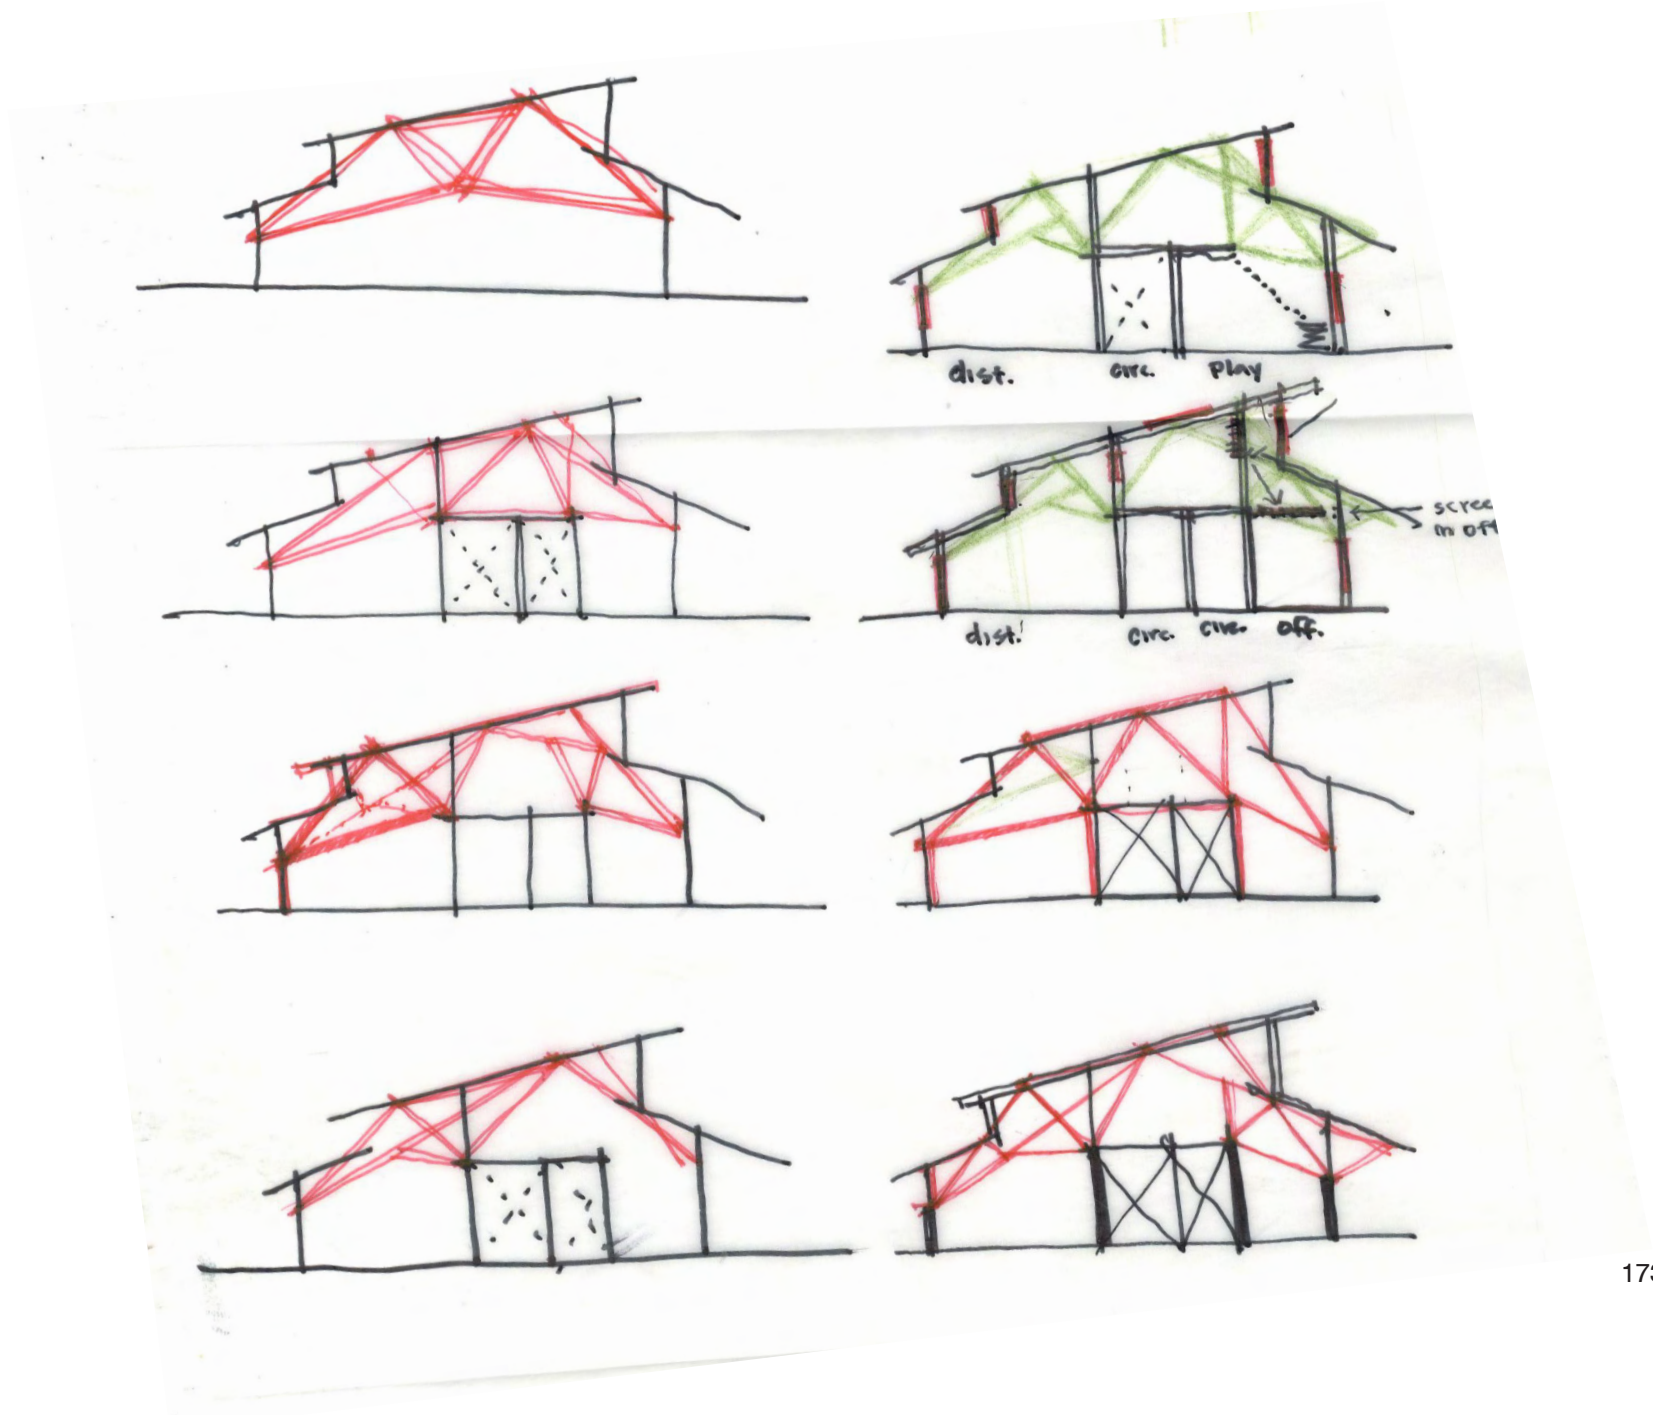 dist. circ. play
scree
in off
dist. circ. circ. off.
173